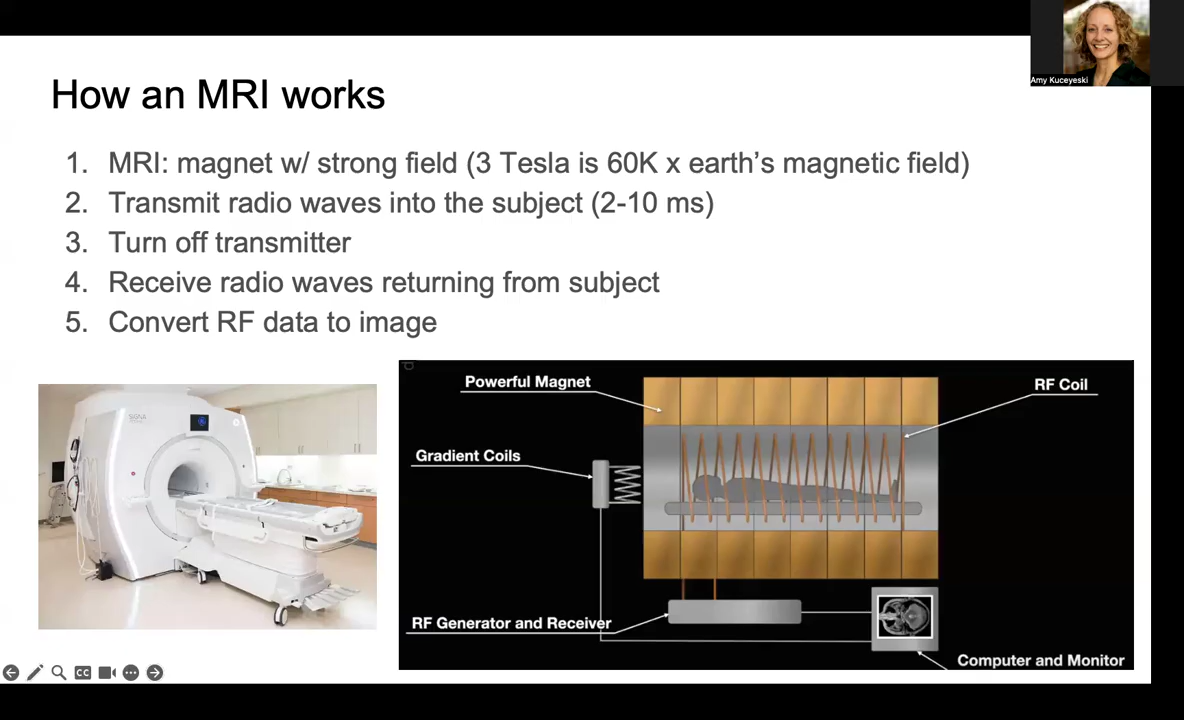 Amy Kuceyeski
How an MRI works
1. MRI: magnet w/ strong field (3 Tesla is 60K x earth's magnetic field)
2. Transmit radio waves into the subject (2-10 ms)
3. Turn off transmitter
4. Receive radio waves returning from subject
5. Convert RF data to image
SIGNA
Powerful Magnet
RF Coil
Gradient Coils
RF Generator and Receiver
Computer and Monitor
CC